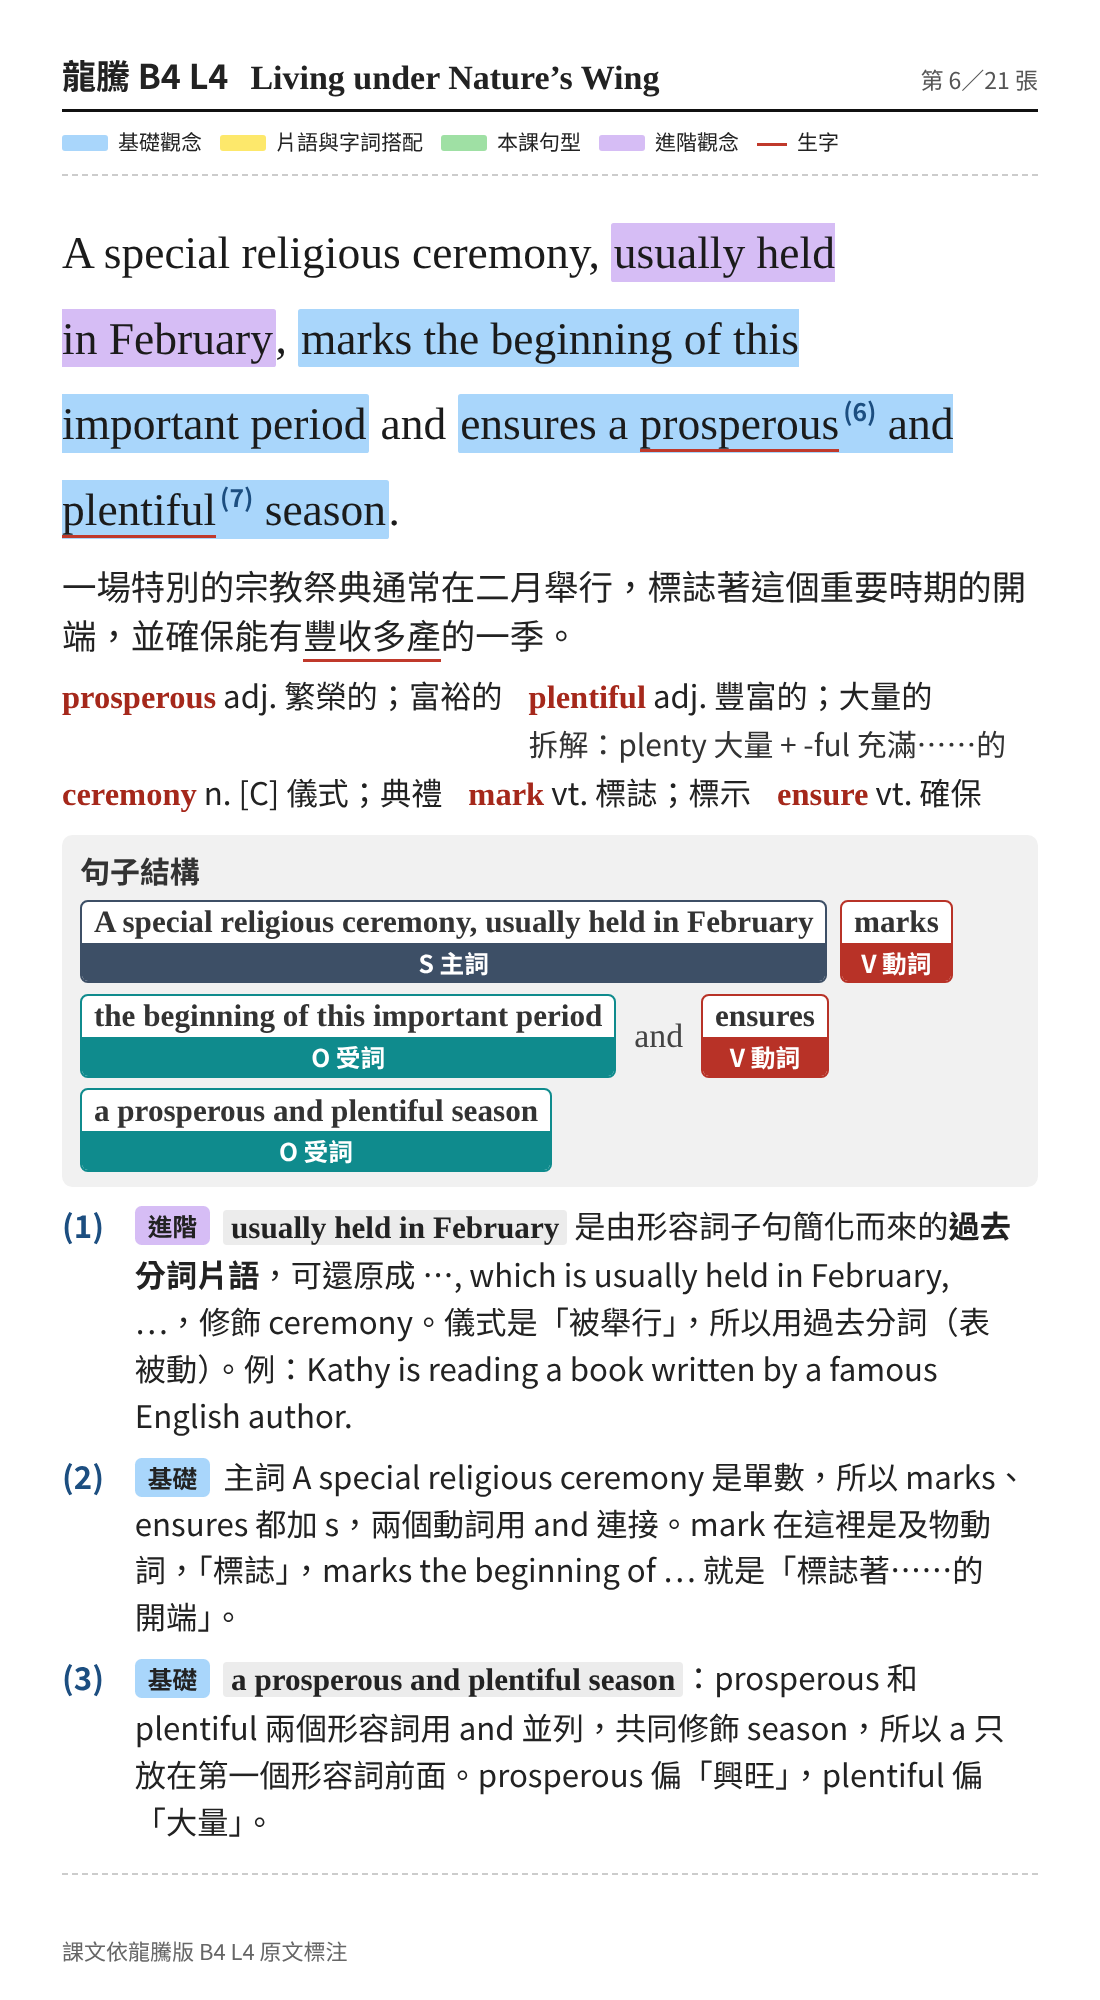 龍騰 B4 L4 Living under Nature’s Wing 第 6／21 張
基礎觀念 片語與字詞搭配 本課句型 進階觀念 生字
A special religious ceremony, usually held
in February, marks the beginning of this
important period and ensures a prosperous(6) and
plentiful(7) season.
一場特別的宗教祭典通常在二月舉行，標誌著這個重要時期的開
端，並確保能有豐收多產的一季。
prosperous adj. 繁榮的；富裕的 plentiful adj. 豐富的；大量的
拆解：plenty 大量 + -ful 充滿……的
ceremony n. [C] 儀式；典禮 mark vt. 標誌；標示 ensure vt. 確保
句子結構
A special religious ceremony, usually held in February marks
S 主詞 V 動詞
the beginning of this important period and ensures
O 受詞 V 動詞
a prosperous and plentiful season
O 受詞
(1) 進階 usually held in February 是由形容詞子句簡化而來的過去
分詞片語，可還原成 …, which is usually held in February,
…，修飾 ceremony。儀式是「被舉行」，所以用過去分詞（表
被動）。例：Kathy is reading a book written by a famous
English author.
(2) 基礎 主詞 A special religious ceremony 是單數，所以 marks、
ensures 都加 s，兩個動詞用 and 連接。mark 在這裡是及物動
詞，「標誌」，marks the beginning of … 就是「標誌著……的
開端」。
(3) 基礎 a prosperous and plentiful season：prosperous 和
plentiful 兩個形容詞用 and 並列，共同修飾 season，所以 a 只
放在第一個形容詞前面。prosperous 偏「興旺」，plentiful 偏
「大量」。
課文依龍騰版 B4 L4 原文標注